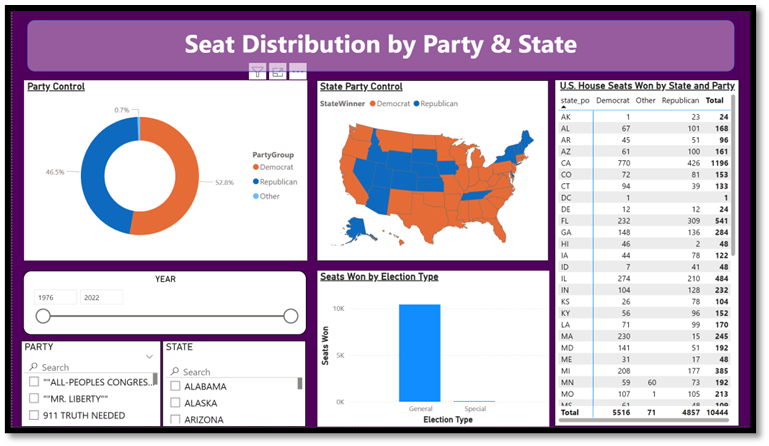 Seat Distribution by Party & State
Party Control
0.7%
46.5%
52.8%
PartyGroup
Democrat
Republican
Other
State Party Control
StateWinner Democrat Republican
U.S. House Seats Won by State and Party
state_po Democrat Other Republican Total
AK 1 23 24
AL 67 101 168
AR 45 51 96
AZ 61 100 161
CA 770 426 1196
CO 72 81 153
CT 94 39 133
DC 1 1
DE 12 12 24
FL 232 309 541
GA 148 136 284
HI 46 2 48
IA 44 78 122
ID 7 41 48
IL 274 210 484
IN 104 128 232
KS 26 78 104
KY 56 96 152
LA 71 99 170
MA 230 15 245
MD 141 51 192
ME 31 17 48
MI 208 177 385
MN 59 60 73 192
MO 107 1 105 213
MS 61 48 109
Total 5516 71 4857 10444
YEAR
1976 2022
PARTY
Search
""ALL-PEOPLES CONGRES...
""MR. LIBERTY""
911 TRUTH NEEDED
STATE
Search
ALABAMA
ALASKA
ARIZONA
Seats Won by Election Type
Seats Won
10K
5K
0K
General Special
Election Type